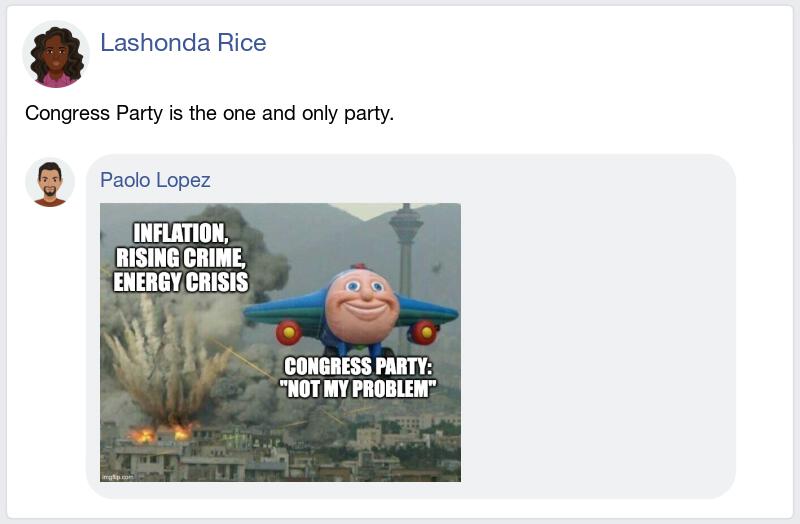 Lashonda Rice
Congress Party is the one and only party.
Paolo Lopez
INFLATION,
RISING CRIME,
ENERGY CRISIS
CONGRESS PARTY:
"NOT MY PROBLEM"
imgflip.com